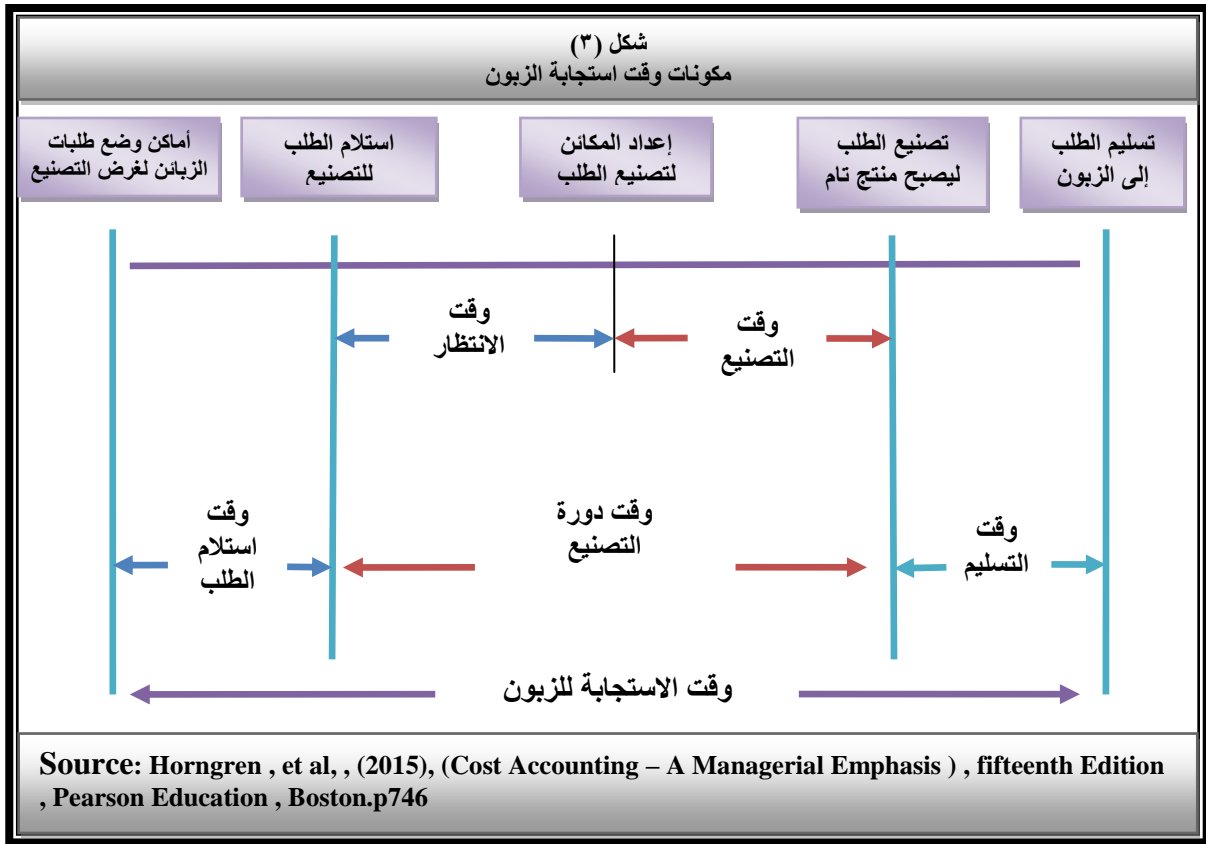 شكل (٣)
مكونات وقت استجابة الزبون
أماكن وضع طلبات
الزبائن لغرض التصنيع
استلام الطلب
للتصنيع
إعداد المكائن
لتصنيع الطلب
تصنيع الطلب
ليصبح منتج تام
تسليم الطلب
إلى الزبون
وقت
الانتظار
وقت
التصنيع
وقت
استلام
الطلب
وقت دورة
التصنيع
وقت
التسليم
وقت الاستجابة للزبون
Source: Horngren , et al, , (2015), (Cost Accounting – A Managerial Emphasis ) , fifteenth Edition
, Pearson Education , Boston.p746